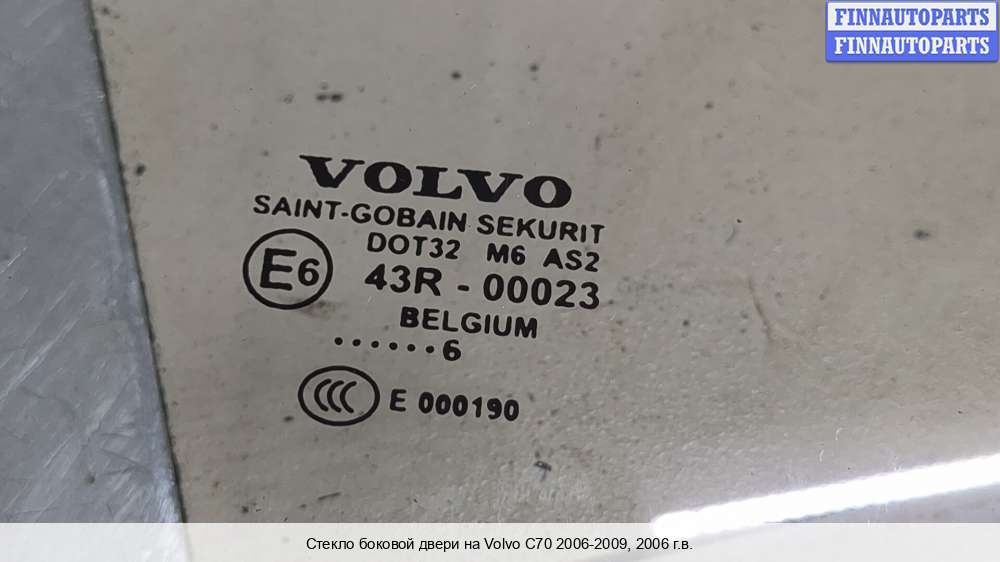 FINNAUTOPARTS
FINNAUTOPARTS
VOLVO
SAINT-GOBAIN SEKURIT
DOT32 M6 AS2
E6 43R - 00023
BELGIUM
......6
CCC E 000190
Стекло боковой двери на Volvo C70 2006-2009, 2006 г.в.